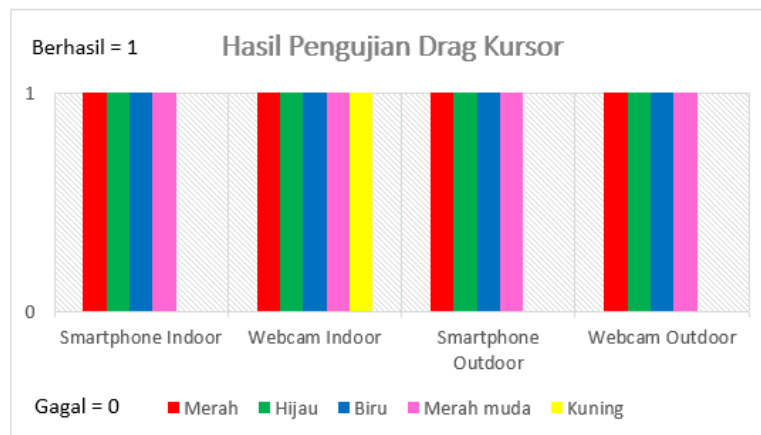 Berhasil = 1
Hasil Pengujian Drag Kursor
1
0
Smartphone Indoor
Webcam Indoor
Smartphone
Outdoor
Webcam Outdoor
Gagal = 0
Merah
Hijau
Biru
Merah muda
Kuning